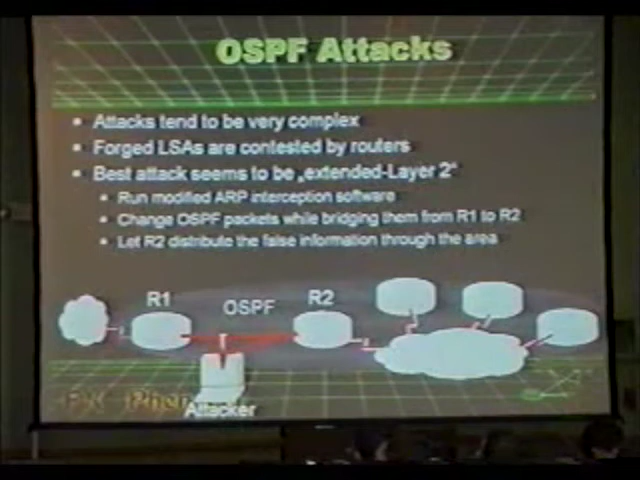 OSPF Attacks
Attacks tend to be very complex
Forged LSAs are contested by routers
Best attack seems to be „extended-Layer 2“
Run modified ARP interception software
Change OSPF packets while bridging them from R1 to R2
Let R2 distribute the false information through the area
R1
OSPF
R2
Attacker